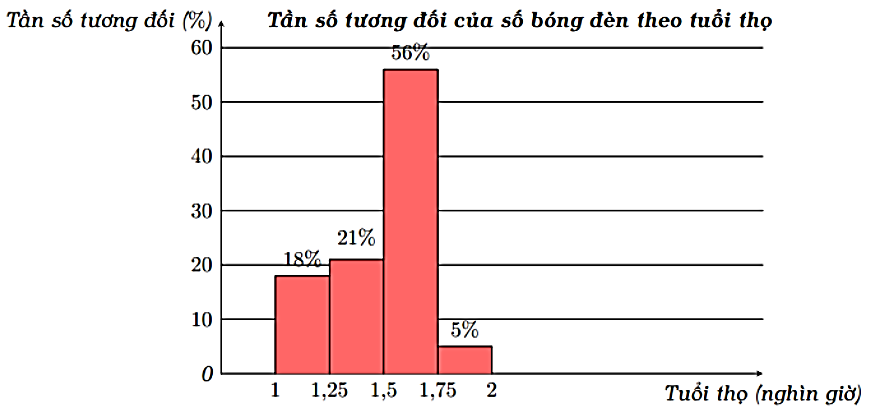 Tần số tương đối (%)
Tần số tương đối của số bóng đèn theo tuổi thọ
60
56%
50
40
30
21%
18%
20
10
5%
0
1 1,25 1,5 1,75 2
Tuổi thọ (nghìn giờ)